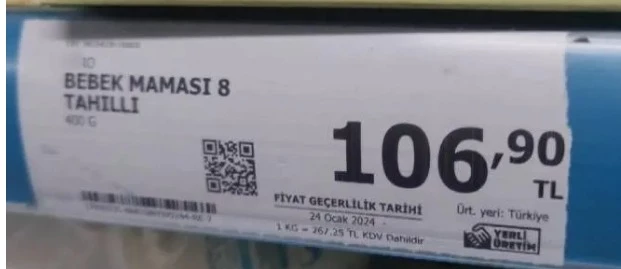 BEBEK MAMASI 8
TAHILLI
400 G
106,90
TL
FİYAT GEÇERLİLİK TARİHİ
24 Ocak 2024
1 KG = 267,25 TL KDV Dahildir
Ürt. yeri: Türkiye
YERLİ
ÜRETİM